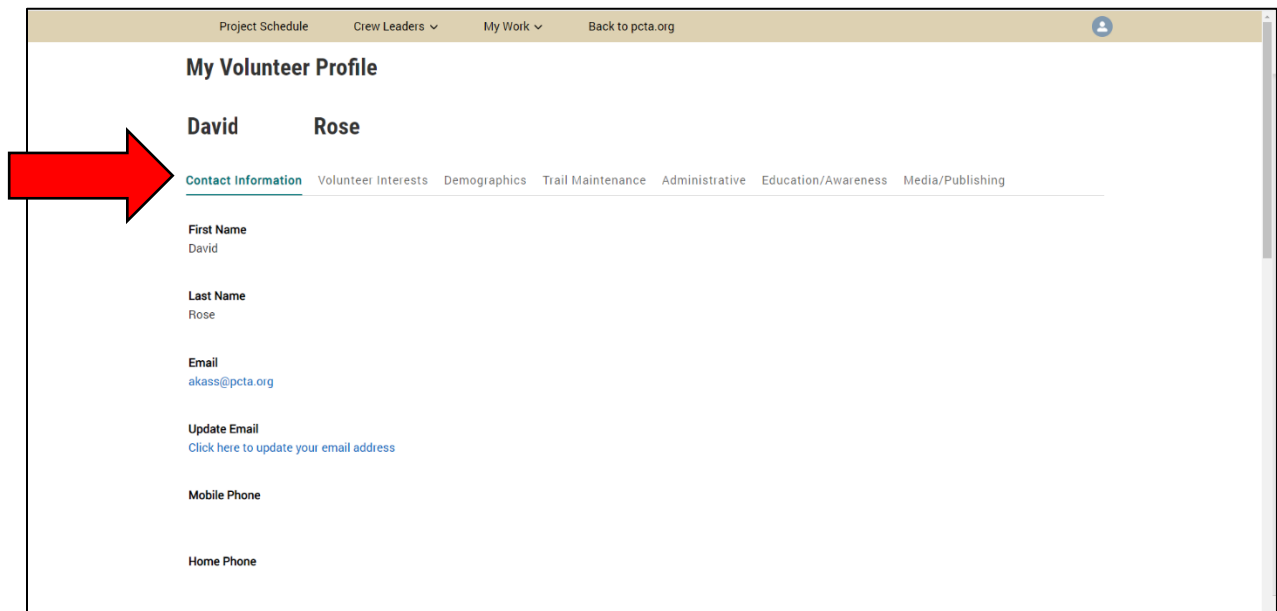 Project Schedule Crew Leaders My Work Back to pcta.org
My Volunteer Profile
David Rose
Contact Information Volunteer Interests Demographics Trail Maintenance Administrative Education/Awareness Media/Publishing
First Name
David
Last Name
Rose
Email
akass@pcta.org
Update Email
Click here to update your email address
Mobile Phone
Home Phone